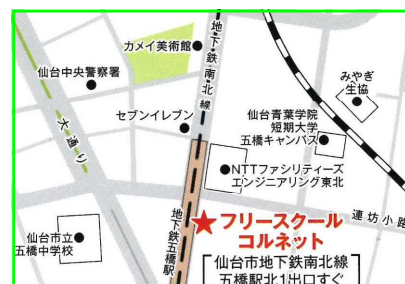 カメイ美術館
地下鉄南北線
仙台中央警察署
みやぎ
生協
セブンイレブン
仙台青葉学院
短期大学
五橋キャンパス
大通り
NTTファシリティーズ
エンジニアリング東北
連坊小路
地下鉄五橋駅
フリースクール
コルネット
仙台市立
五橋中学校
仙台市地下鉄南北線
五橋駅北1出口すぐ